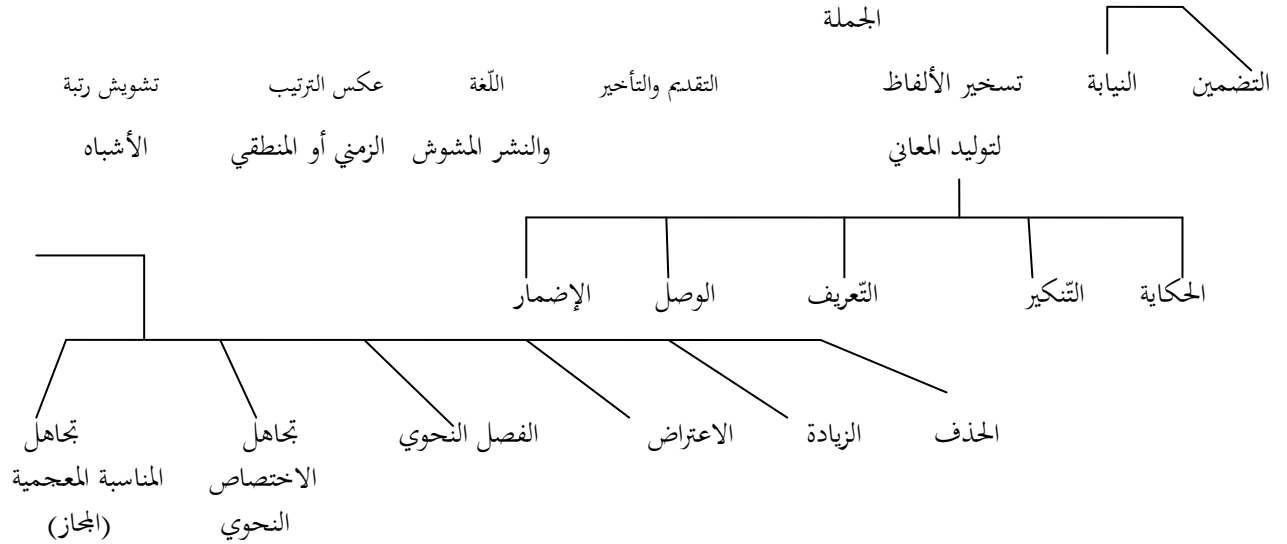 الجملة
التضمين النيابة تسخير الألفاظ التقديم والتأخير اللّغة عكس الترتيب تشويش رتبة
لتوليد المعاني والنشر المشوش الزمني أو المنطقي الأشباه
الحكاية التّنكير التّعريف الوصل الإضمار
الحذف الزيادة الاعتراض الفصل النحوي تجاهل تجاهل
الاختصاص المناسبة المعجمية
النحوي (المجاز)